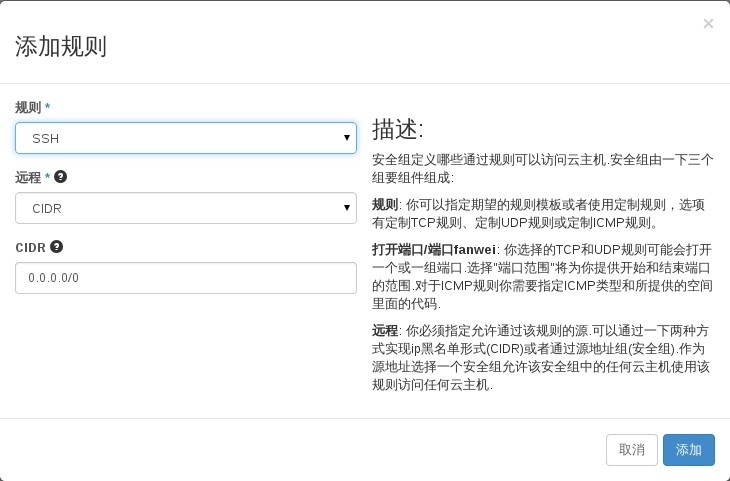 ×
添加规则
规则 *
SSH
远程 *
CIDR
CIDR
0.0.0.0/0
描述:
安全组定义哪些通过规则可以访问云主机.安全组由一下三个
组要组件组成:
规则: 你可以指定期望的规则模板或者使用定制规则，选项
有定制TCP规则、定制UDP规则或定制ICMP规则。
打开端口/端口fanwei: 你选择的TCP和UDP规则可能会打开
一个或一组端口.选择"端口范围"将为你提供开始和结束端口
的范围.对于ICMP规则你需要指定ICMP类型和所提供的空间
里面的代码.
远程: 你必须指定允许通过该规则的源.可以通过一下两种方
式实现ip黑名单形式(CIDR)或者通过源地址组(安全组).作为
源地址选择一个安全组允许该安全组中的任何云主机使用该
规则访问任何云主机.
取消
添加